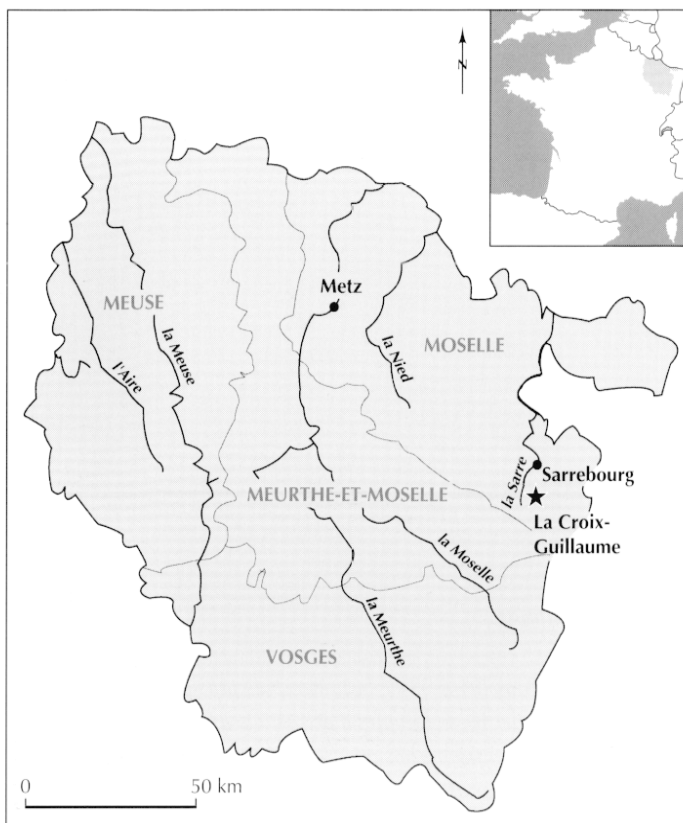 N
Metz
MEUSE
la Meuse
l'Aire
la Nied
MOSELLE
la Sarre
Sarrebourg
La Croix-
Guillaume
MEURTHE-ET-MOSELLE
la Moselle
la Meurthe
VOSGES
0 50 km